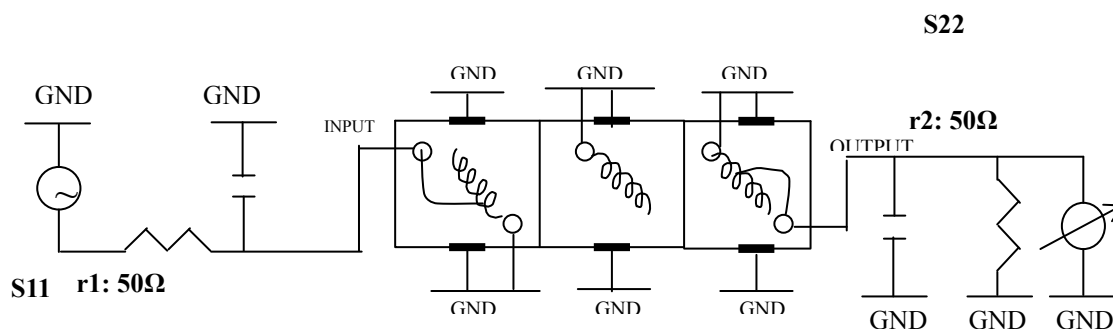 S22
GND
GND
GND
GND
GND
INPUT
r2: 50Ω
OUTPUT
S11
r1: 50Ω
GND
GND
GND
GND
GND
GND